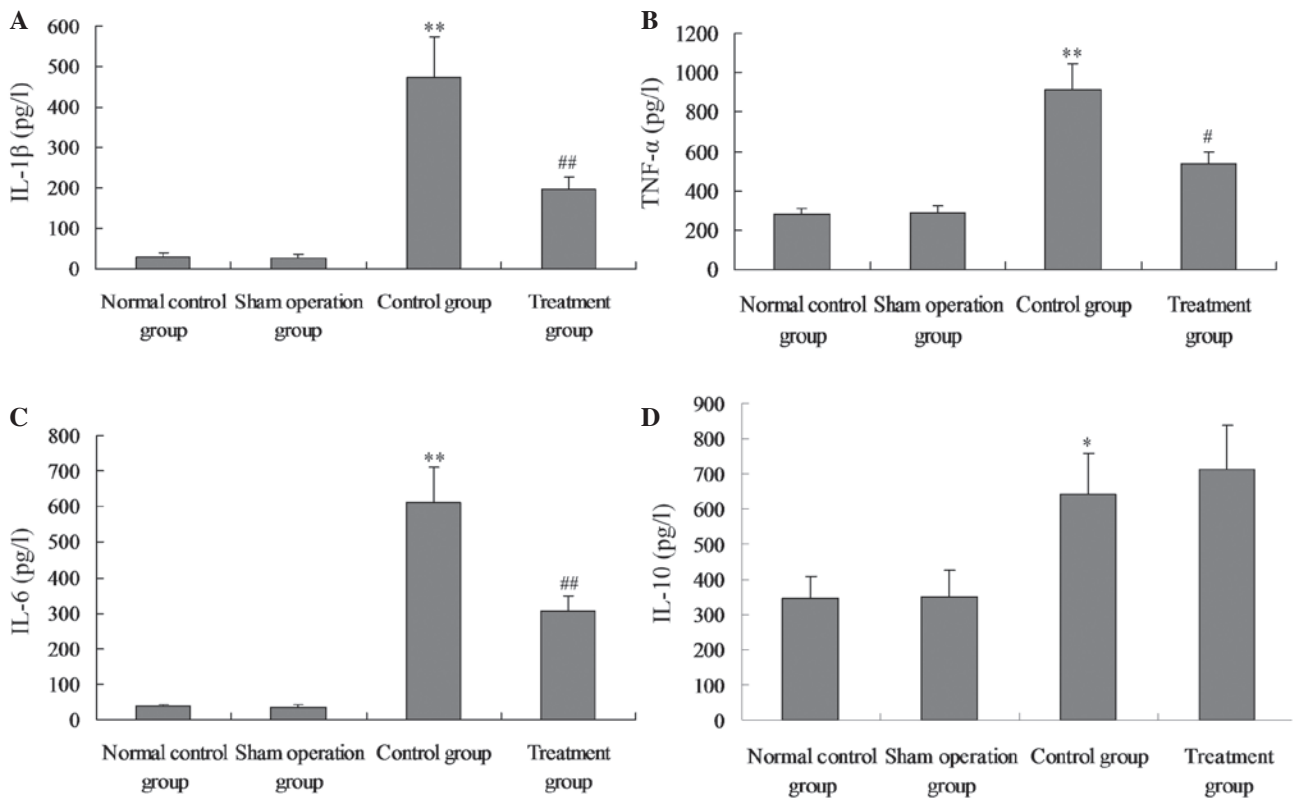 A
IL-1β (pg/l)
600
500
400
300
200
100
0
**
##
Normal control group
Sham operation group
Control group
Treatment group
B
TNF-α (pg/l)
1200
1000
800
600
400
200
0
**
#
Normal control group
Sham operation group
Control group
Treatment group
C
IL-6 (pg/l)
800
700
600
500
400
300
200
100
0
**
##
Normal control group
Sham operation group
Control group
Treatment group
D
IL-10 (pg/l)
900
800
700
600
500
400
300
200
100
0
*
Normal control group
Sham operation group
Control group
Treatment group